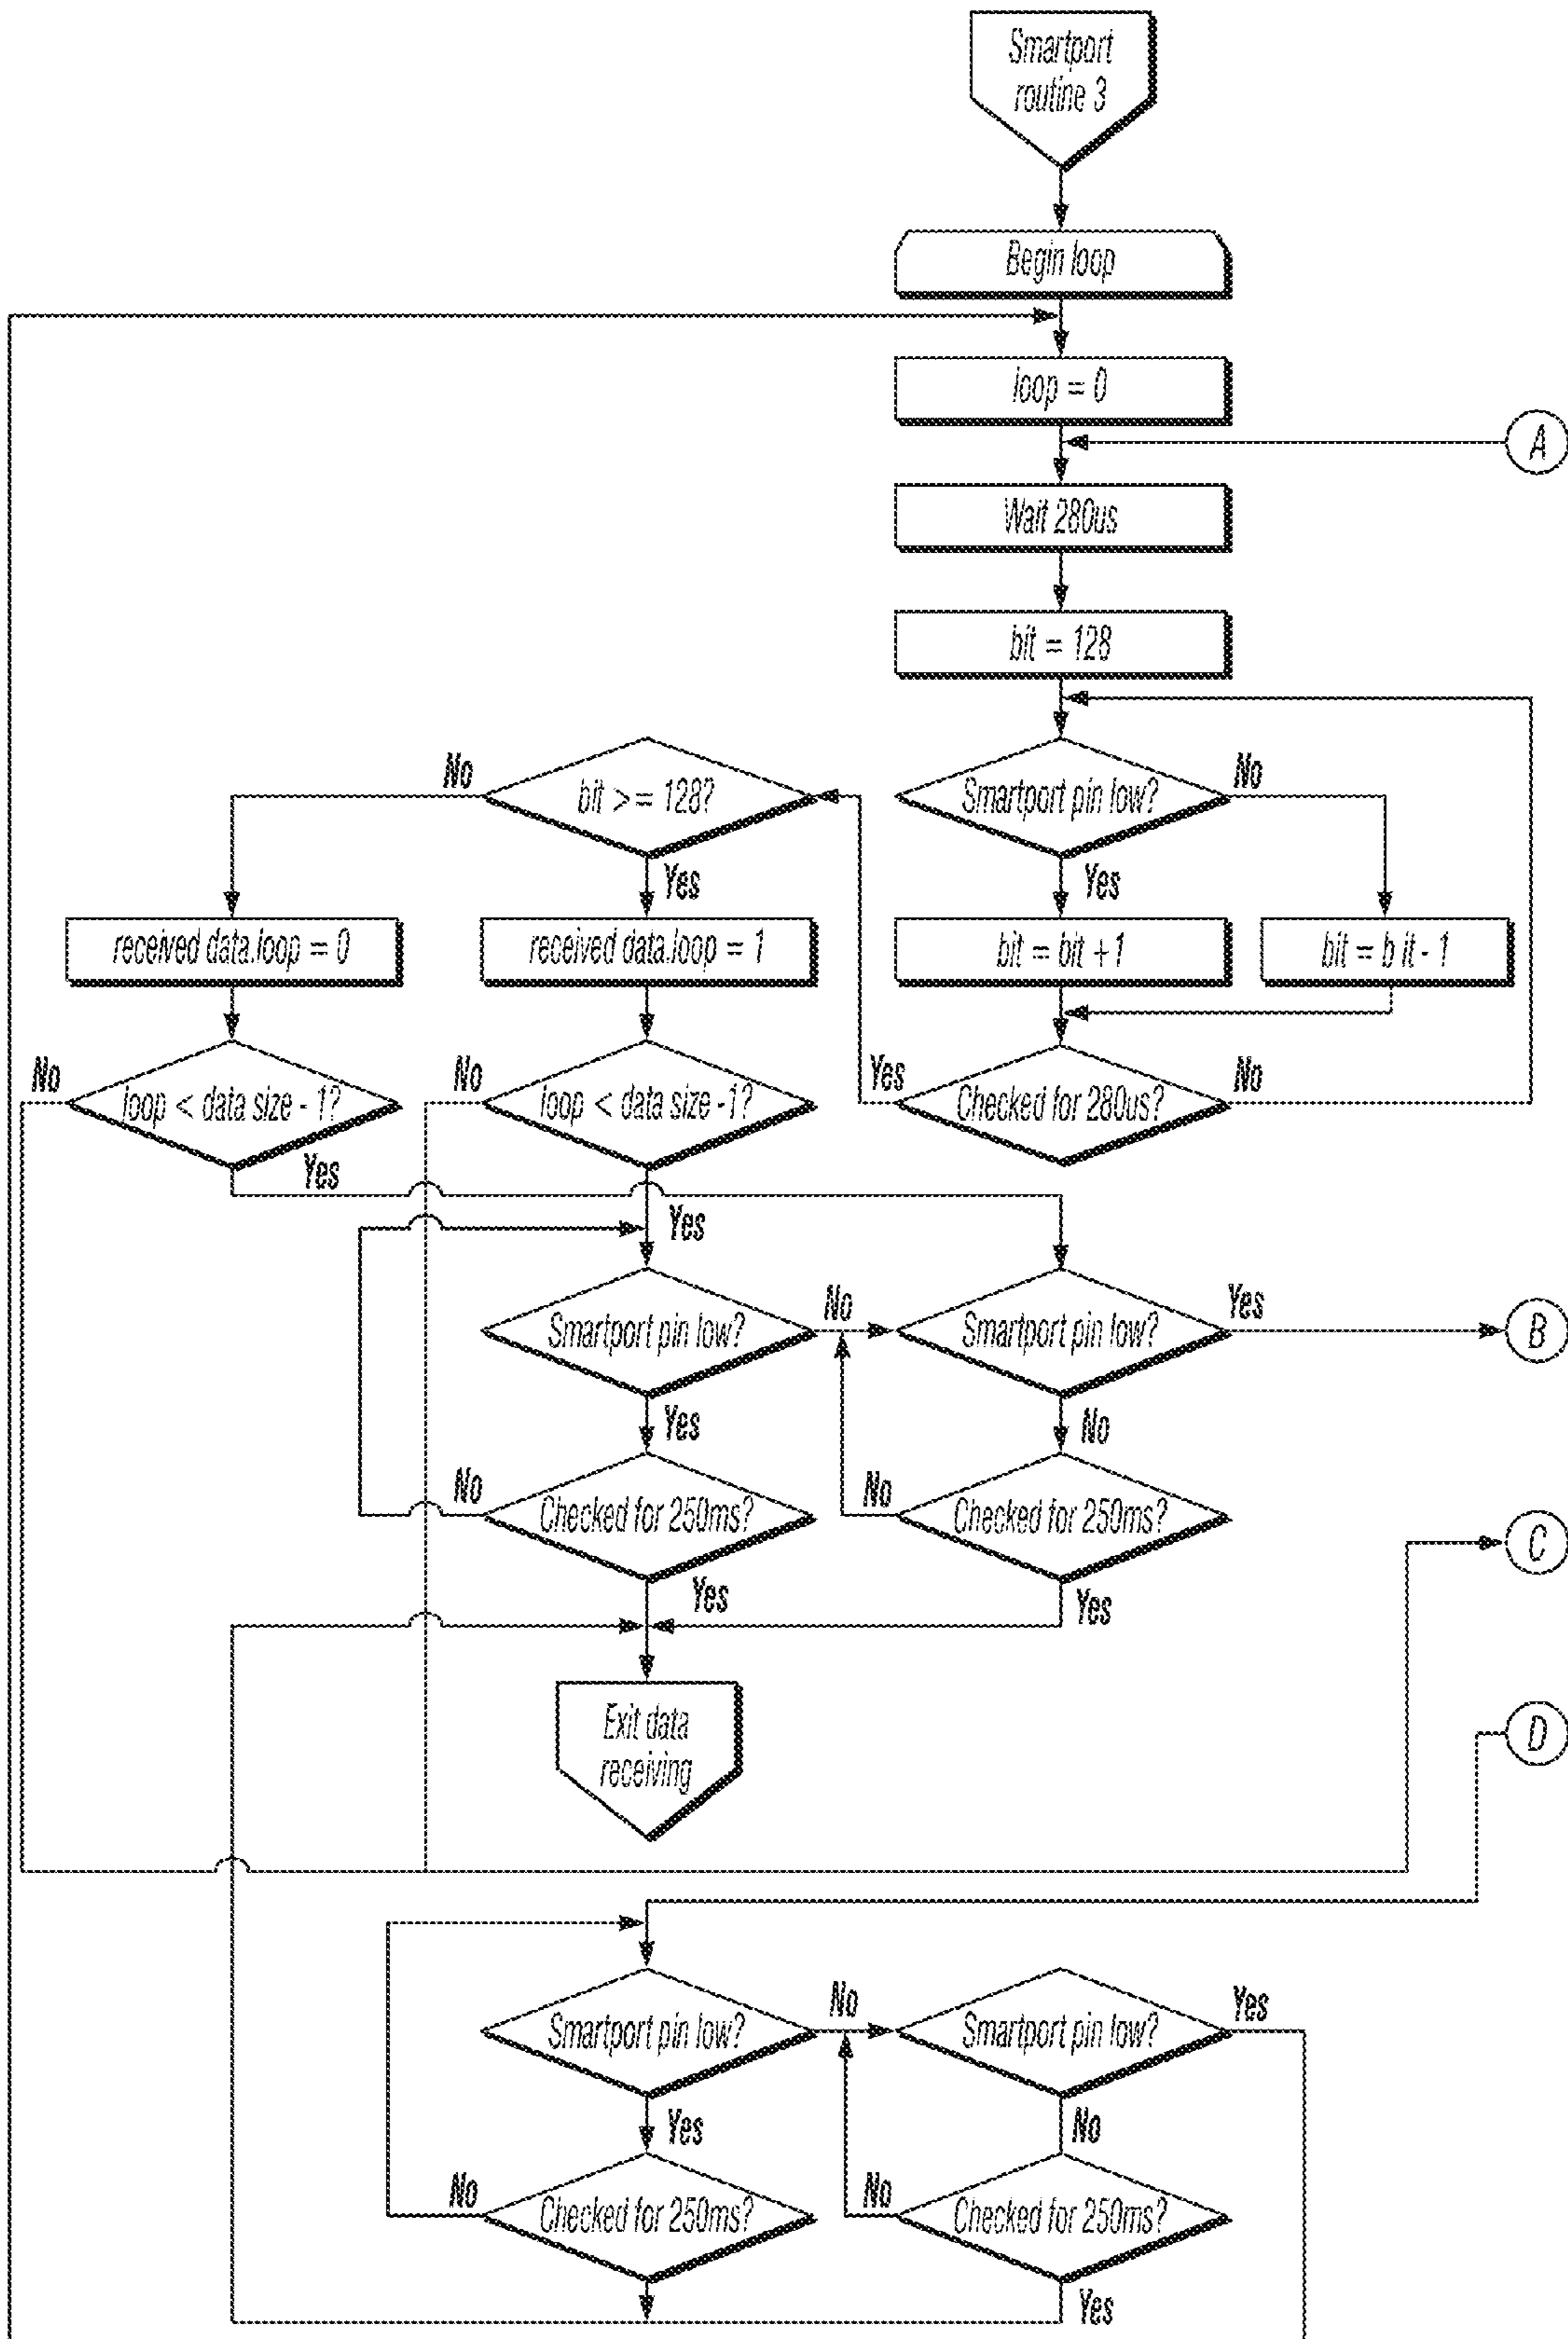 Smartport
routine 3
Begin loop
loop = 0
A
Wait 280us
bit = 128
No
bit >= 128?
Smartport pin low?
No
Yes
Yes
received data.loop = 0
received data.loop = 1
bit = bit +1
bit = b it - 1
No
loop < data size - 1?
No
loop < data size -1?
Yes
Checked for 280us?
No
Yes
Yes
Smartport pin low?
No
Smartport pin low?
Yes
B
Yes
No
No
Checked for 250ms?
No
Checked for 250ms?
C
Yes
Yes
Exit data
receiving
D
Smartport pin low?
No
Smartport pin low?
Yes
Yes
No
No
Checked for 250ms?
No
Checked for 250ms?
Yes